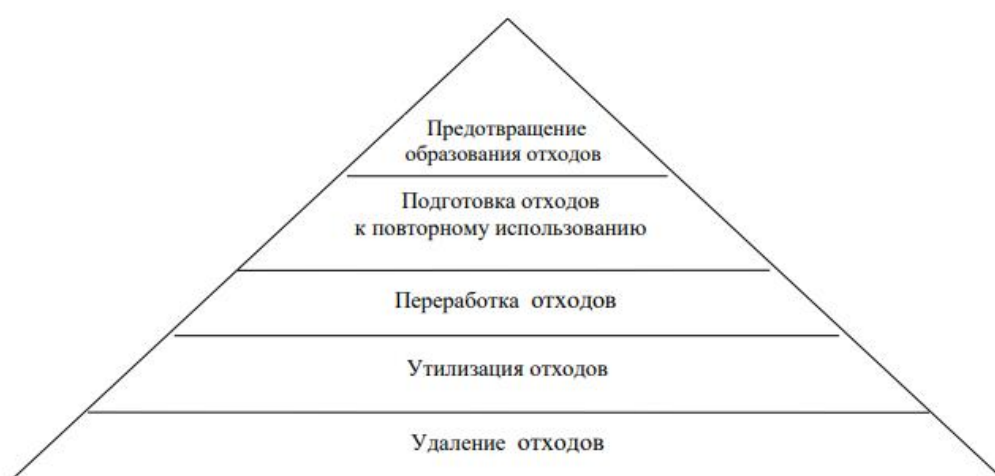 Предотвращение
образования отходов
Подготовка отходов
к повторному использованию
Переработка отходов
Утилизация отходов
Удаление отходов